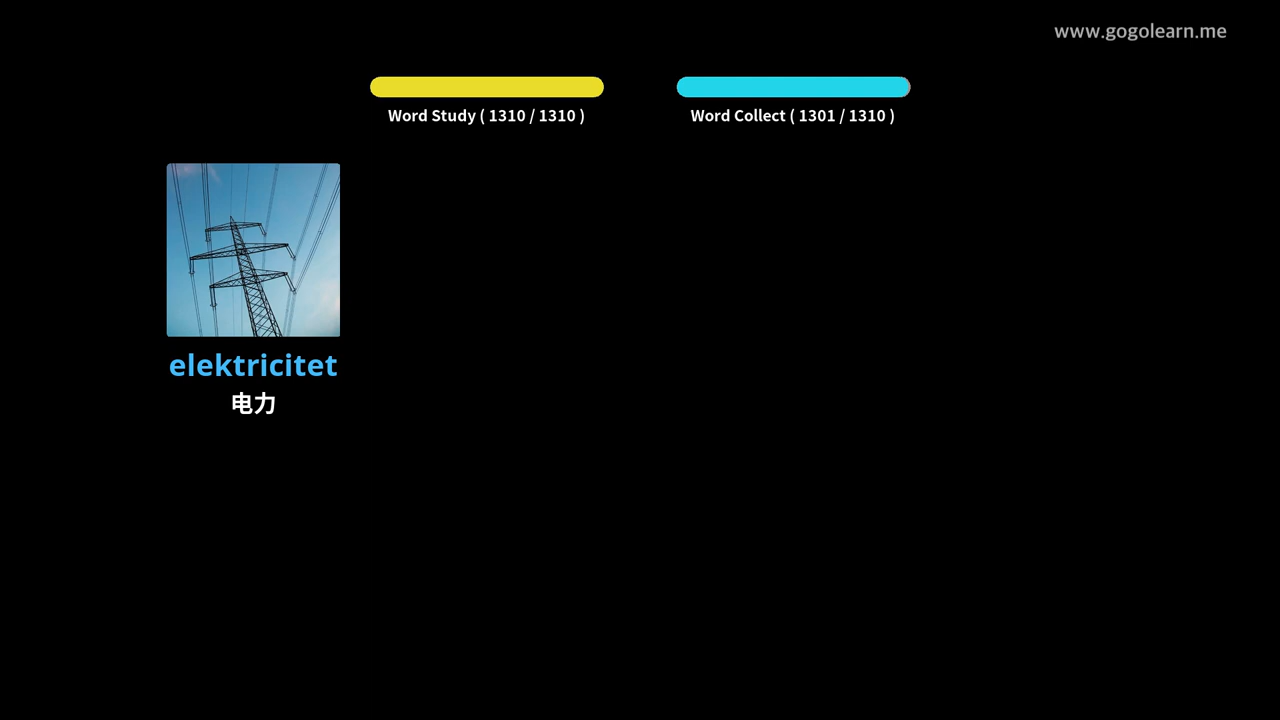 www.gogolearn.me
Word Study ( 1310 / 1310 )
Word Collect ( 1301 / 1310 )
elektricitet
电力